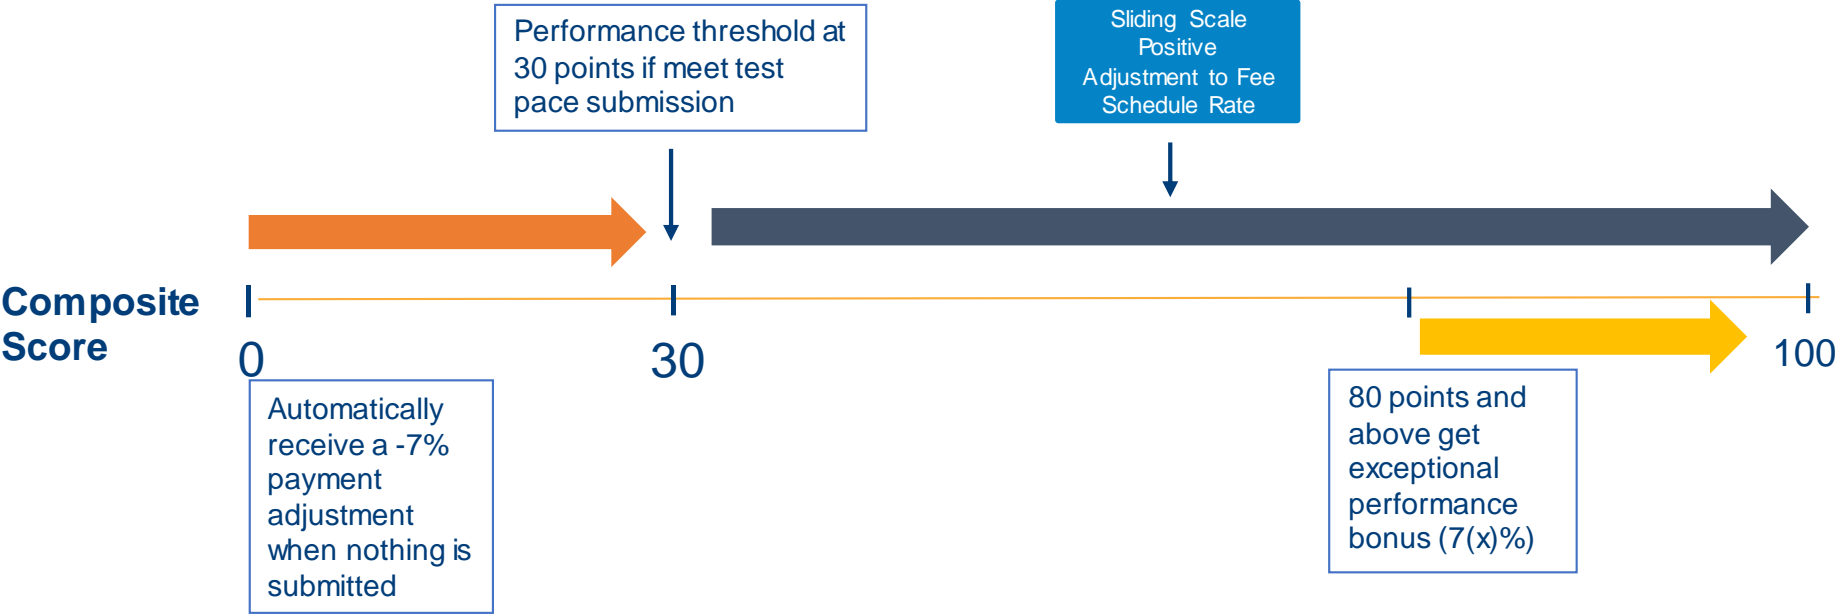 Performance threshold at
30 points if meet test
pace submission
Sliding Scale
Positive
Adjustment to Fee
Schedule Rate
Composite
Score
0
30
100
Automatically
receive a -7%
payment
adjustment
when nothing is
submitted
80 points and
above get
exceptional
performance
bonus (7(x)%)